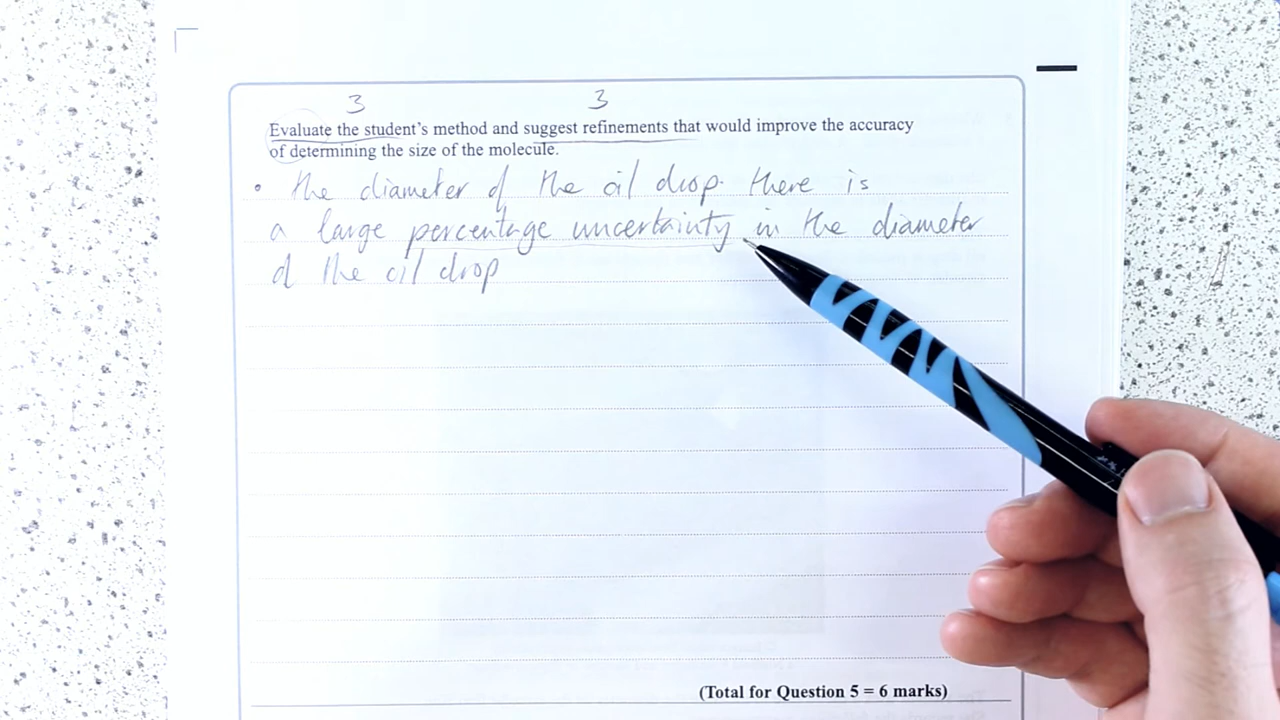 3 3
Evaluate the student's method and suggest refinements that would improve the accuracy
of determining the size of the molecule.
• the diameter of the oil drop. there is
a large percentage uncertainty in the diameter
of the oil drop
(Total for Question 5 = 6 marks)